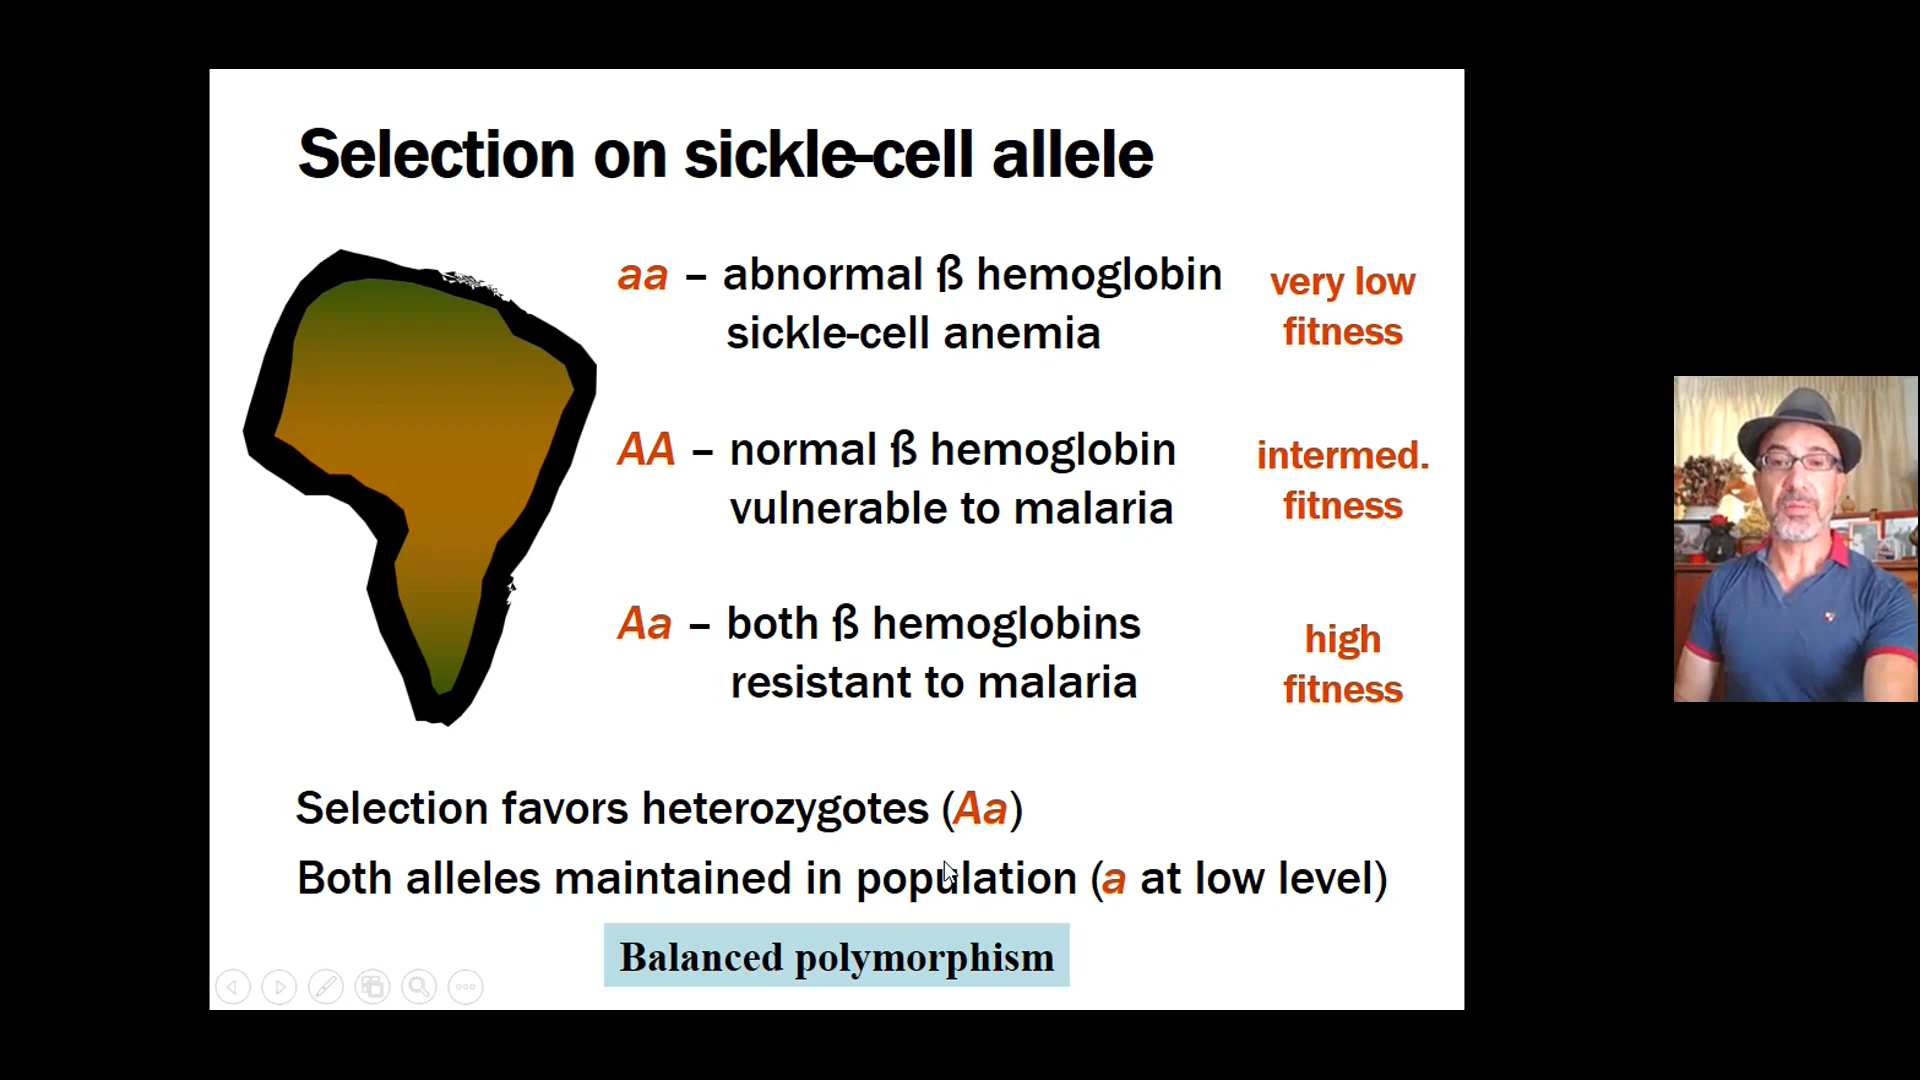 Selection on sickle-cell allele
aa – abnormal ß hemoglobin
sickle-cell anemia
very low
fitness
AA – normal ß hemoglobin
vulnerable to malaria
intermed.
fitness
Aa – both ß hemoglobins
resistant to malaria
high
fitness
Selection favors heterozygotes (Aa)
Both alleles maintained in population (a at low level)
Balanced polymorphism